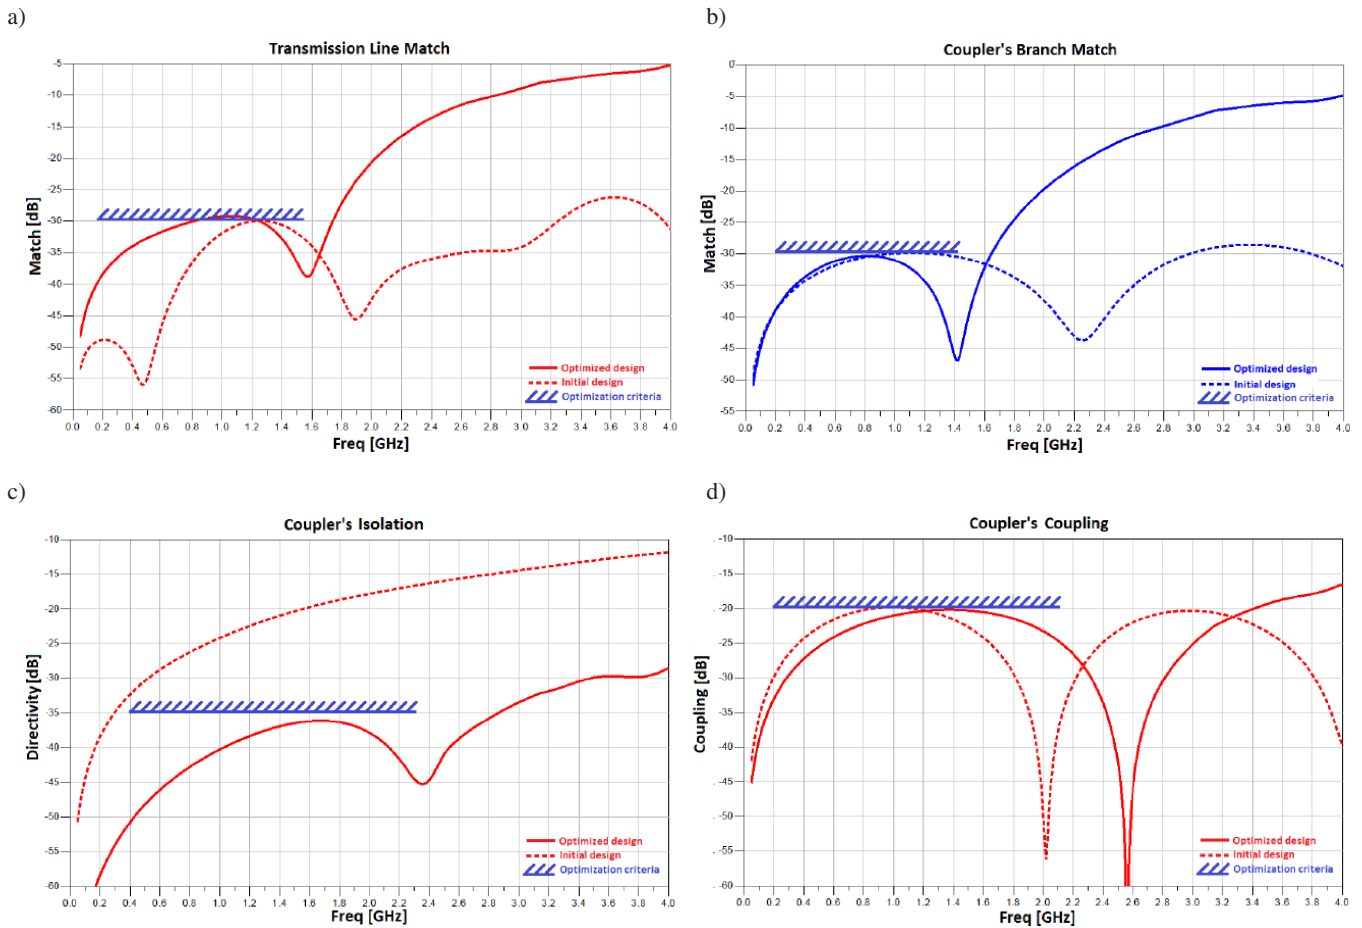 a)
Transmission Line Match
-5
-10
-15
-20
-25
-30
-35
-40
-45
-50
-55
-60
Match [dB]
0.0 0.2 0.4 0.6 0.8 1.0 1.2 1.4 1.6 1.8 2.0 2.2 2.4 2.6 2.8 3.0 3.2 3.4 3.6 3.8 4.0
Freq [GHz]
Optimized design
Initial design
Optimization criteria
b)
Coupler's Branch Match
0
-5
-10
-15
-20
-25
-30
-35
-40
-45
-50
-55
Match [dB]
0.0 0.2 0.4 0.6 0.8 1.0 1.2 1.4 1.6 1.8 2.0 2.2 2.4 2.6 2.8 3.0 3.2 3.4 3.6 3.8 4.0
Freq [GHz]
Optimized design
Initial design
Optimization criteria
c)
Coupler's Isolation
-10
-15
-20
-25
-30
-35
-40
-45
-50
-55
-60
Directivity [dB]
0.0 0.2 0.4 0.6 0.8 1.0 1.2 1.4 1.6 1.8 2.0 2.2 2.4 2.6 2.8 3.0 3.2 3.4 3.6 3.8 4.0
Freq [GHz]
Optimized design
Initial design
Optimization criteria
d)
Coupler's Coupling
-10
-15
-20
-25
-30
-35
-40
-45
-50
-55
-60
Coupling [dB]
0.0 0.2 0.4 0.6 0.8 1.0 1.2 1.4 1.6 1.8 2.0 2.2 2.4 2.6 2.8 3.0 3.2 3.4 3.6 3.8 4.0
Freq [GHz]
Optimized design
Initial design
Optimization criteria